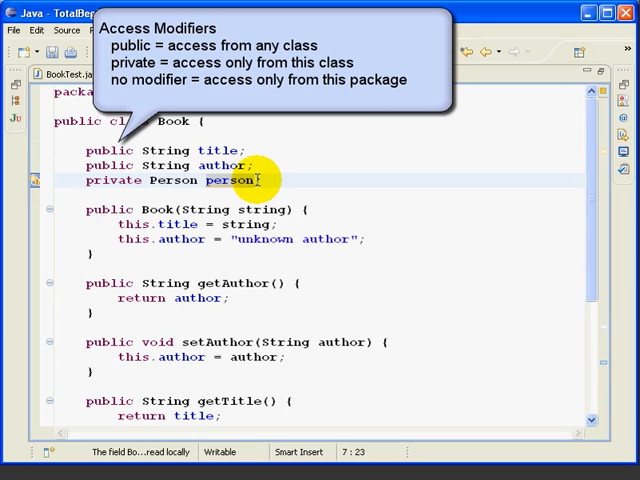 Java - TotalBeg
File Edit Source
Access Modifiers
public = access from any class
private = access only from this class
no modifier = access only from this package
BookTest.ja
packa
public class Book {
public String title;
public String author;
private Person person;
public Book(String string) {
this.title = string;
this.author = "unknown author";
}
public String getAuthor() {
return author;
}
public void setAuthor(String author) {
this.author = author;
}
public String getTitle() {
return title;
The field Bo...read locally Writable Smart Insert 7 : 23